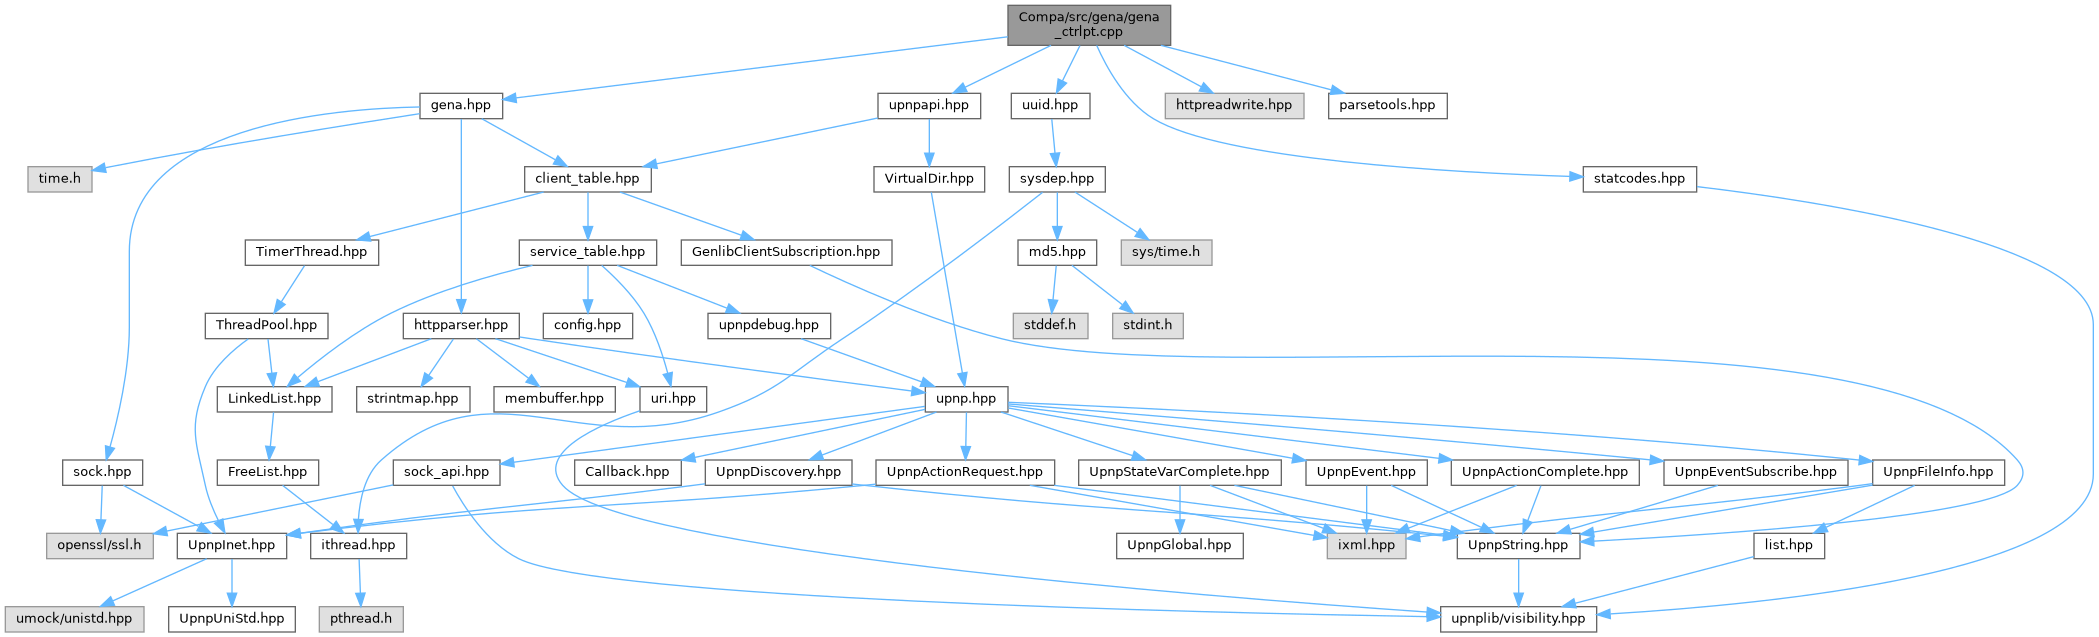 Compa/src/gena/gena
_ctrlpt.cpp
gena.hpp
upnpapi.hpp
uuid.hpp
httpreadwrite.hpp
parsetools.hpp
time.h
client_table.hpp
VirtualDir.hpp
sysdep.hpp
statcodes.hpp
TimerThread.hpp
service_table.hpp
GenlibClientSubscription.hpp
md5.hpp
sys/time.h
ThreadPool.hpp
httpparser.hpp
config.hpp
upnpdebug.hpp
stddef.h
stdint.h
LinkedList.hpp
strintmap.hpp
membuffer.hpp
uri.hpp
upnp.hpp
sock.hpp
FreeList.hpp
sock_api.hpp
Callback.hpp
UpnpDiscovery.hpp
UpnpActionRequest.hpp
UpnpStateVarComplete.hpp
UpnpEvent.hpp
UpnpActionComplete.hpp
UpnpEventSubscribe.hpp
UpnpFileInfo.hpp
openssl/ssl.h
UpnpInet.hpp
ithread.hpp
UpnpGlobal.hpp
ixml.hpp
UpnpString.hpp
list.hpp
umock/unistd.hpp
UpnpUniStd.hpp
pthread.h
upnplib/visibility.hpp